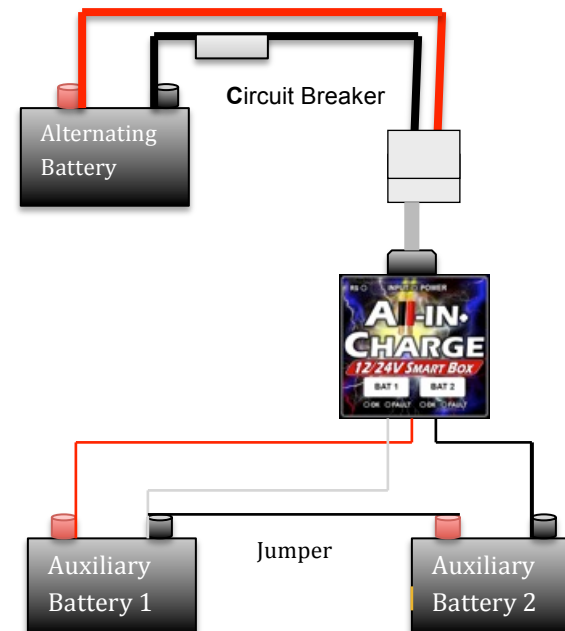 Circuit Breaker
Alternating
Battery
RS INPUT POWER
ALL-IN-
CHARGE
12/24V SMART BOX
BAT 1 BAT 2
OK FAULT OK FAULT
Jumper
Auxiliary
Battery 1
Auxiliary
Battery 2